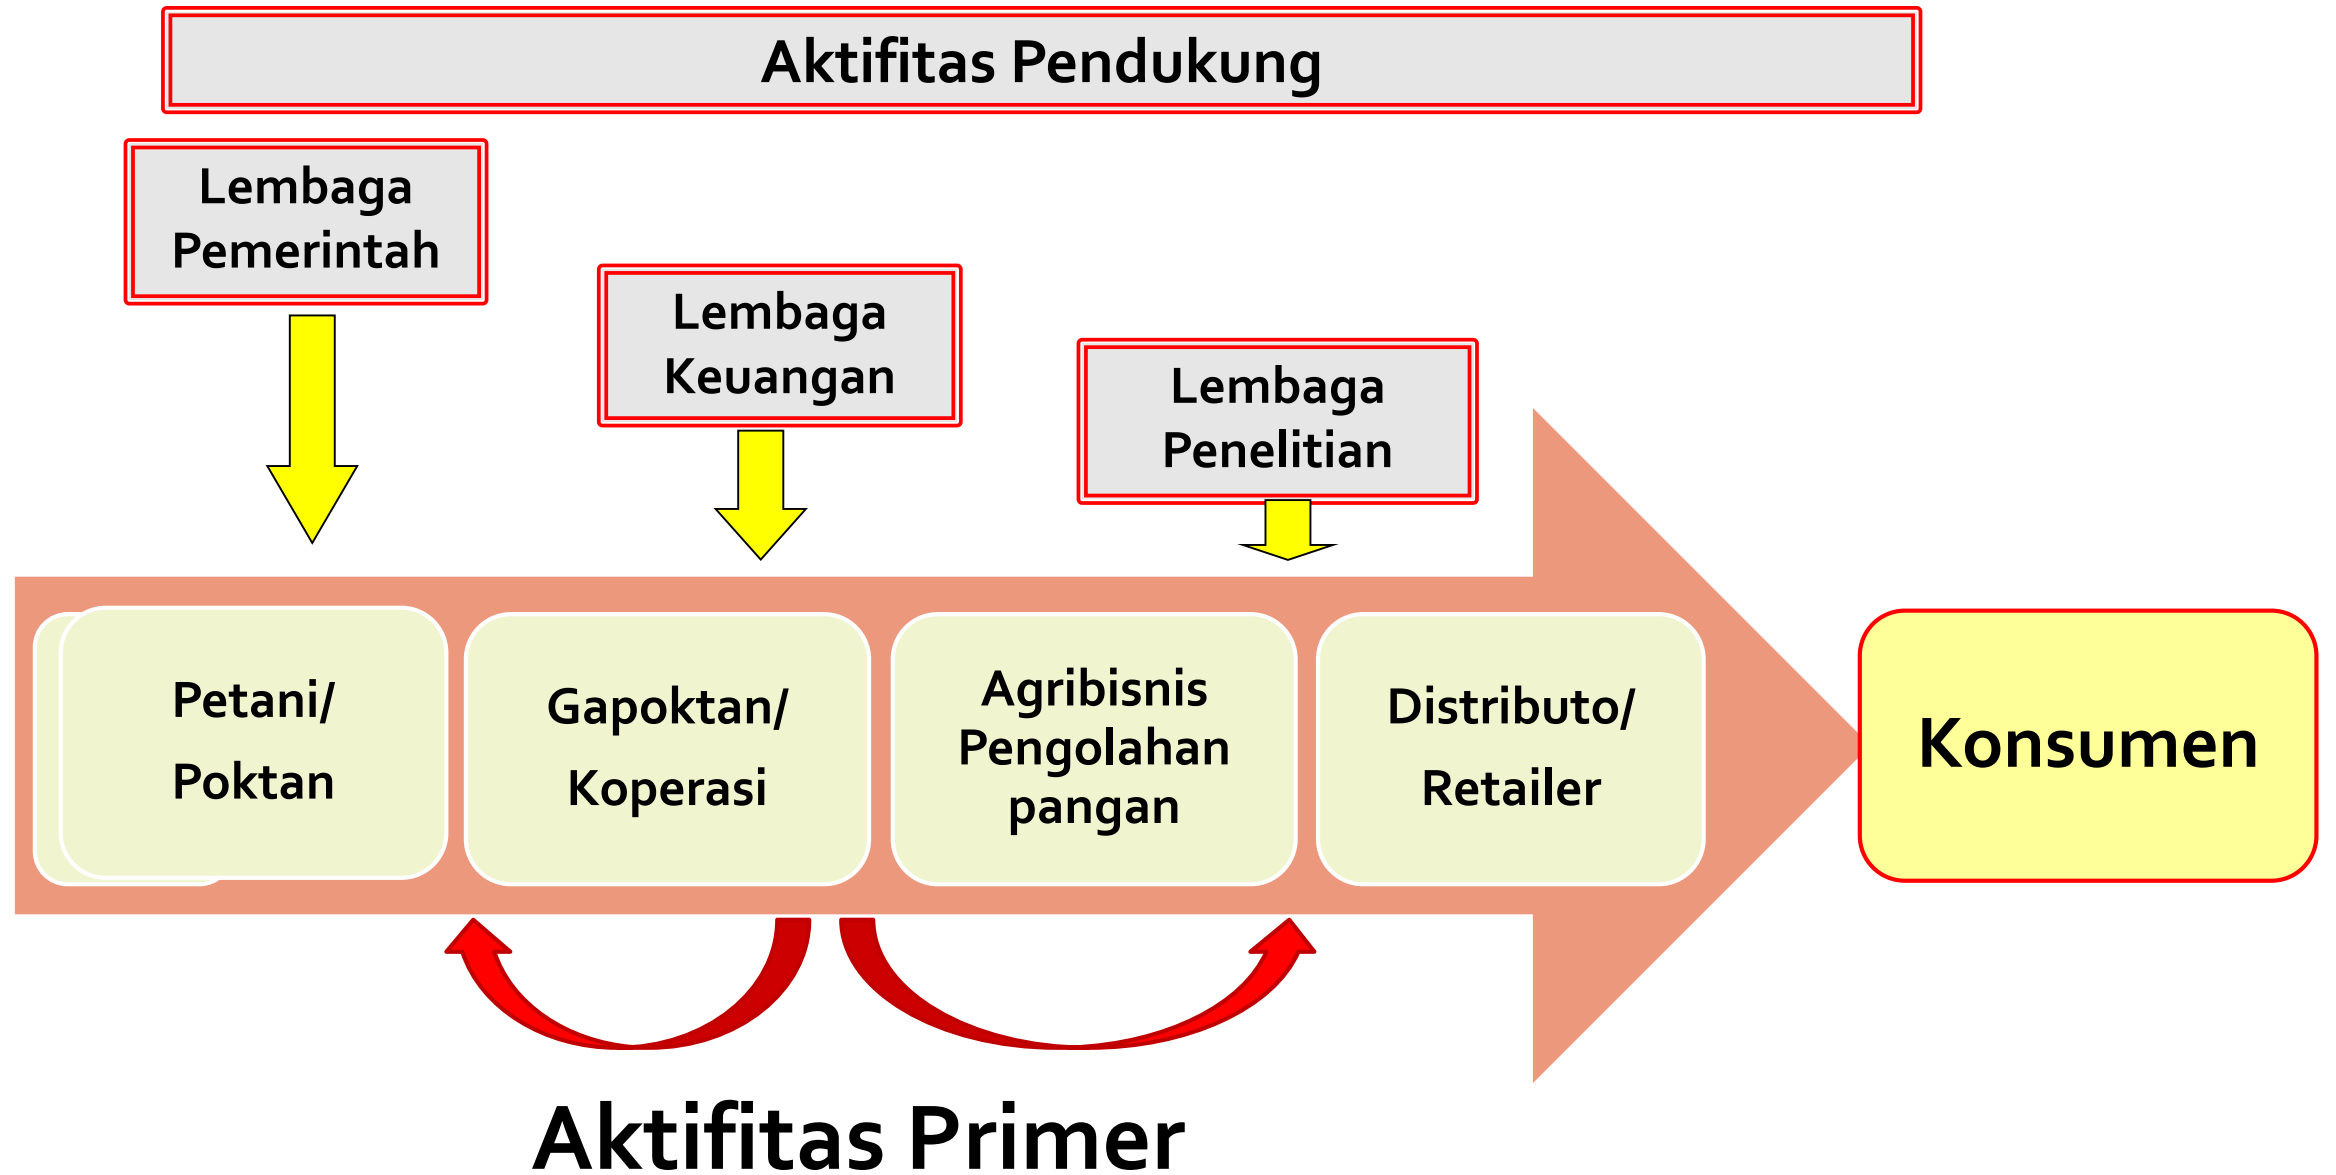 Aktifitas Pendukung
Lembaga
Pemerintah
Lembaga
Keuangan
Lembaga
Penelitian
Petani/
Poktan
Gapoktan/
Koperasi
Agribisnis
Pengolahan
pangan
Distributo/
Retailer
Konsumen
Aktifitas Primer